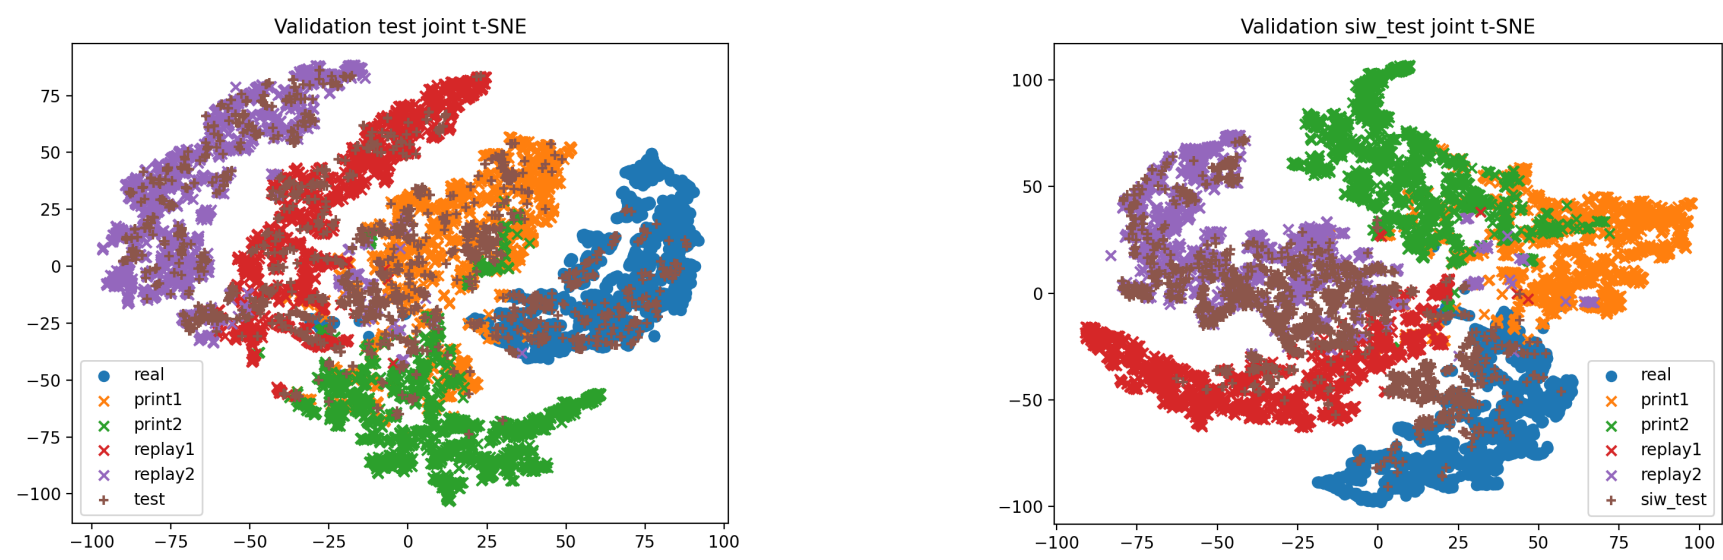 Validation test joint t-SNE
75
50
25
0
−25
−50
−75
−100
−100 −75 −50 −25 0 25 50 75 100
real
print1
print2
replay1
replay2
test
Validation siw_test joint t-SNE
100
50
0
−50
−100
−100 −75 −50 −25 0 25 50 75 100
real
print1
print2
replay1
replay2
siw_test